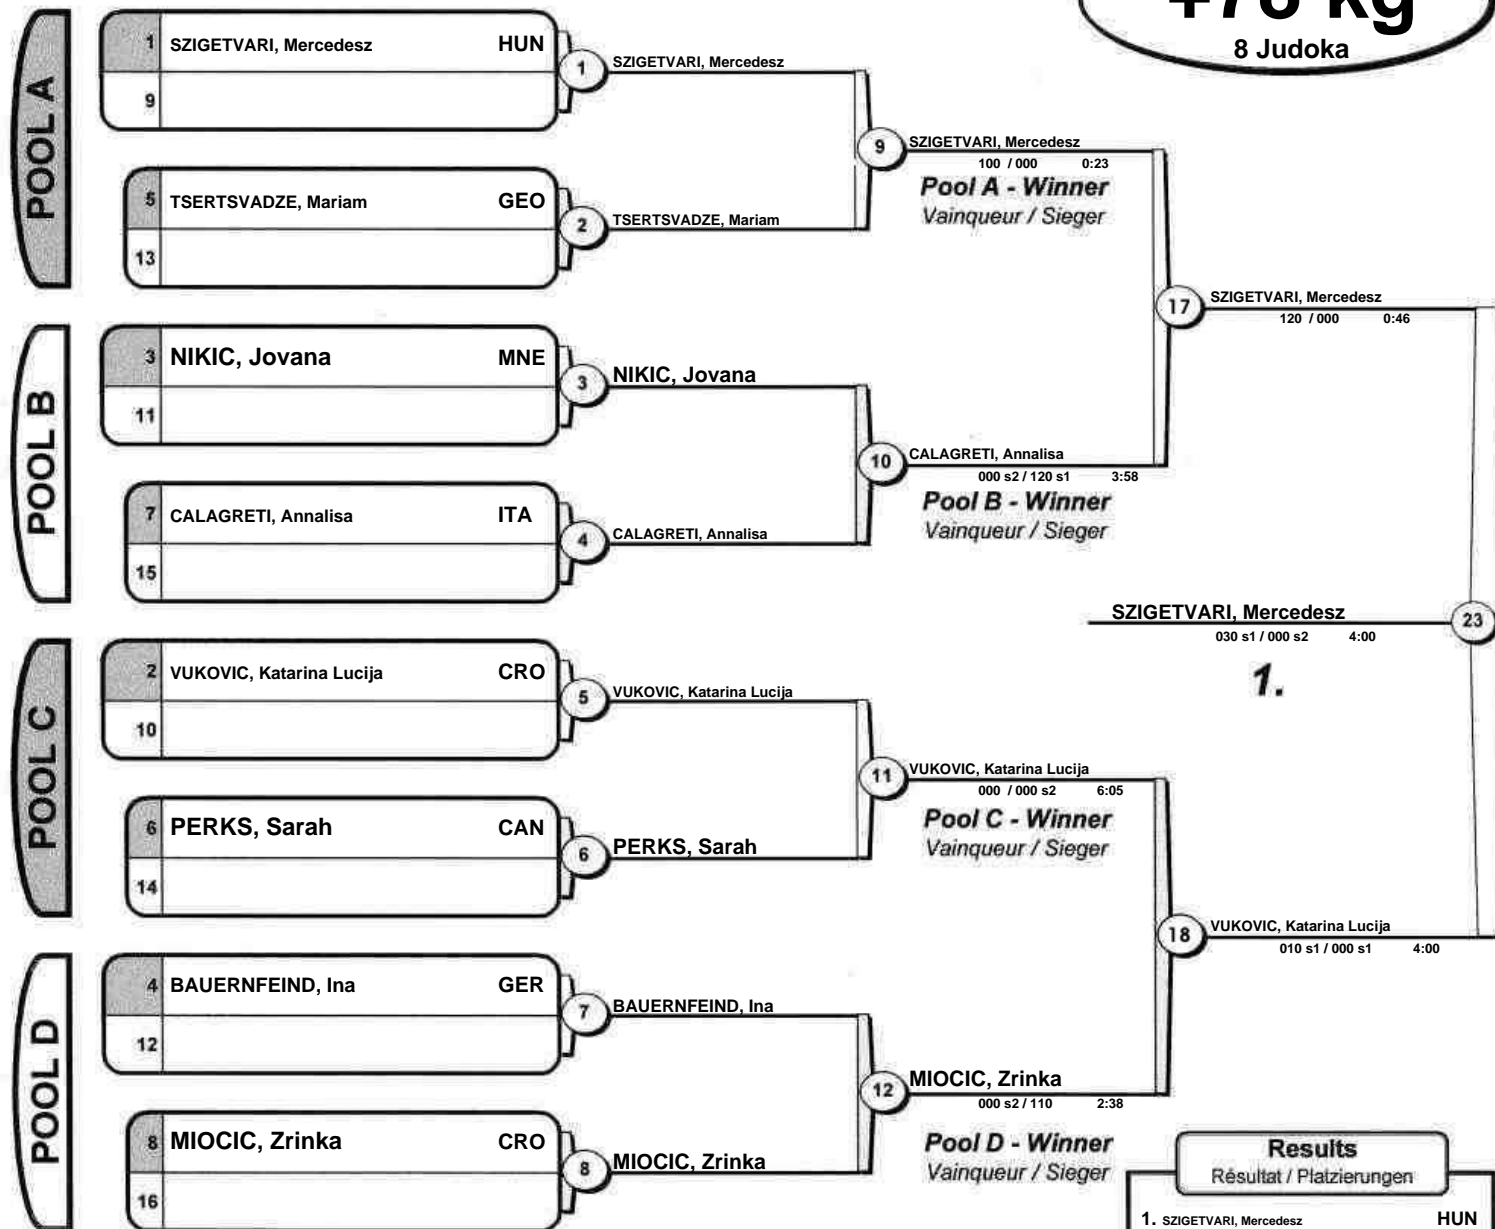 +78 kg
8 Judoka
POOL A
1 SZIGETVARI, Mercedesz HUN
9
5 TSERTSVADZE, Mariam GEO
13
1 SZIGETVARI, Mercedesz
2 TSERTSVADZE, Mariam
9 SZIGETVARI, Mercedesz
100 / 000 0:23
Pool A - Winner
Vainqueur / Sieger
POOL B
3 NIKIC, Jovana MNE
11
7 CALAGRETI, Annalisa ITA
15
3 NIKIC, Jovana
4 CALAGRETI, Annalisa
10 CALAGRETI, Annalisa
000 s2 / 120 s1 3:58
Pool B - Winner
Vainqueur / Sieger
17 SZIGETVARI, Mercedesz
120 / 000 0:46
SZIGETVARI, Mercedesz 23
030 s1 / 000 s2 4:00
1.
POOL C
2 VUKOVIC, Katarina Lucija CRO
10
6 PERKS, Sarah CAN
14
5 VUKOVIC, Katarina Lucija
6 PERKS, Sarah
11 VUKOVIC, Katarina Lucija
000 / 000 s2 6:05
Pool C - Winner
Vainqueur / Sieger
18 VUKOVIC, Katarina Lucija
010 s1 / 000 s1 4:00
POOL D
4 BAUERNFEIND, Ina GER
12
8 MIOCIC, Zrinka CRO
16
7 BAUERNFEIND, Ina
8 MIOCIC, Zrinka
12 MIOCIC, Zrinka
000 s2 / 110 2:38
Pool D - Winner
Vainqueur / Sieger
Results
Résultat / Platzierungen
1. SZIGETVARI, Mercedesz HUN